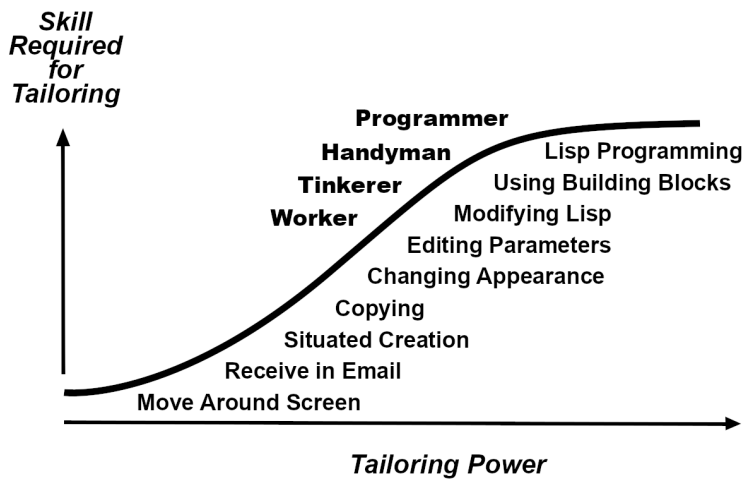 Skill
Required
for
Tailoring
Programmer
Handyman
Tinkerer
Worker
Lisp Programming
Using Building Blocks
Modifying Lisp
Editing Parameters
Changing Appearance
Copying
Situated Creation
Receive in Email
Move Around Screen
Tailoring Power